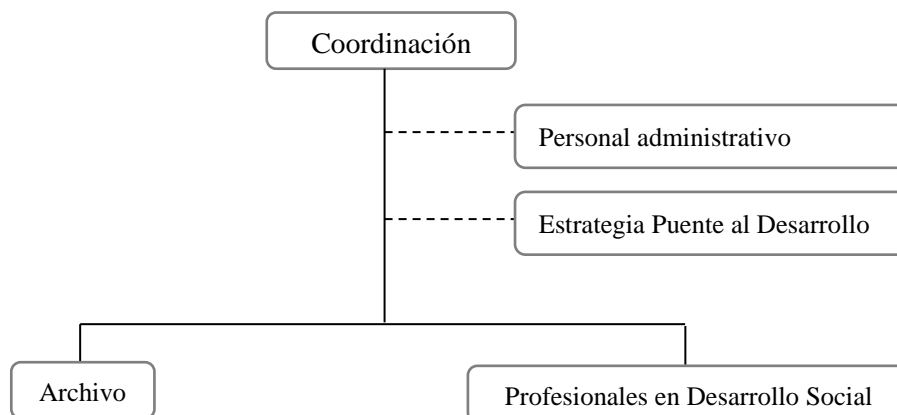 Coordinación
Personal administrativo
Estrategia Puente al Desarrollo
Archivo
Profesionales en Desarrollo Social